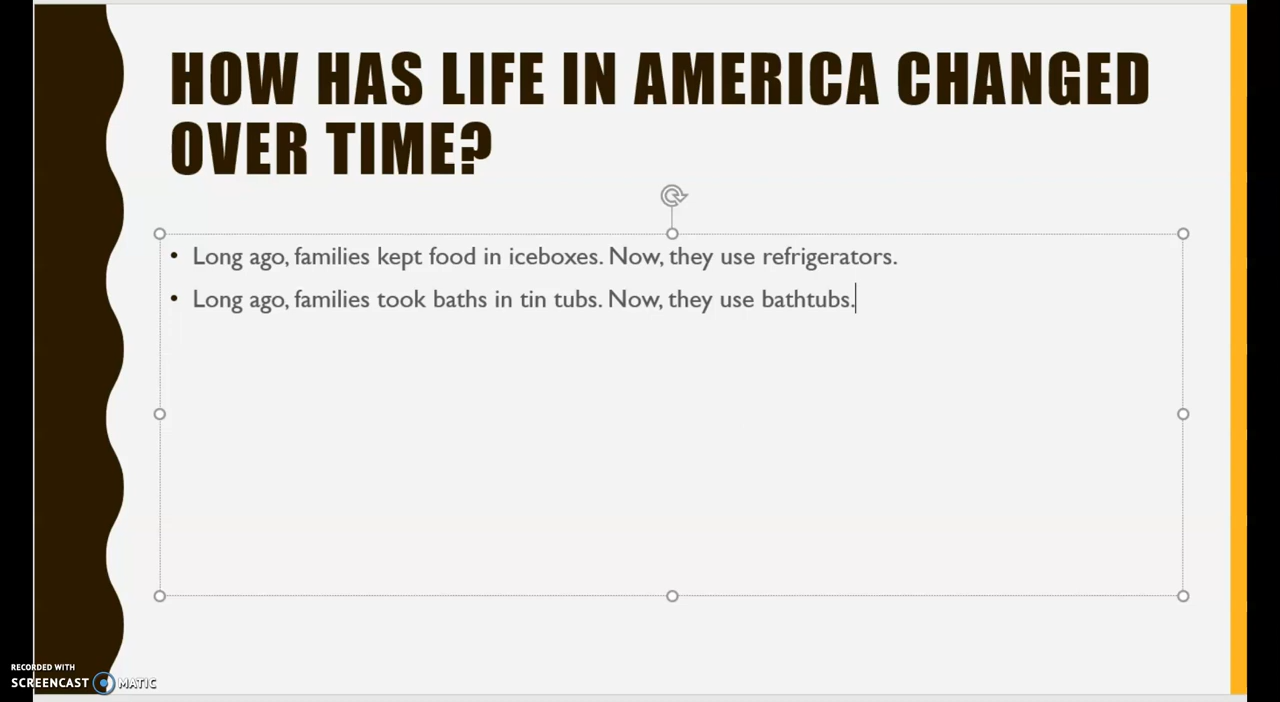 HOW HAS LIFE IN AMERICA CHANGED
OVER TIME?
• Long ago, families kept food in iceboxes. Now, they use refrigerators.
• Long ago, families took baths in tin tubs. Now, they use bathtubs.
RECORDED WITH
SCREENCAST MATIC